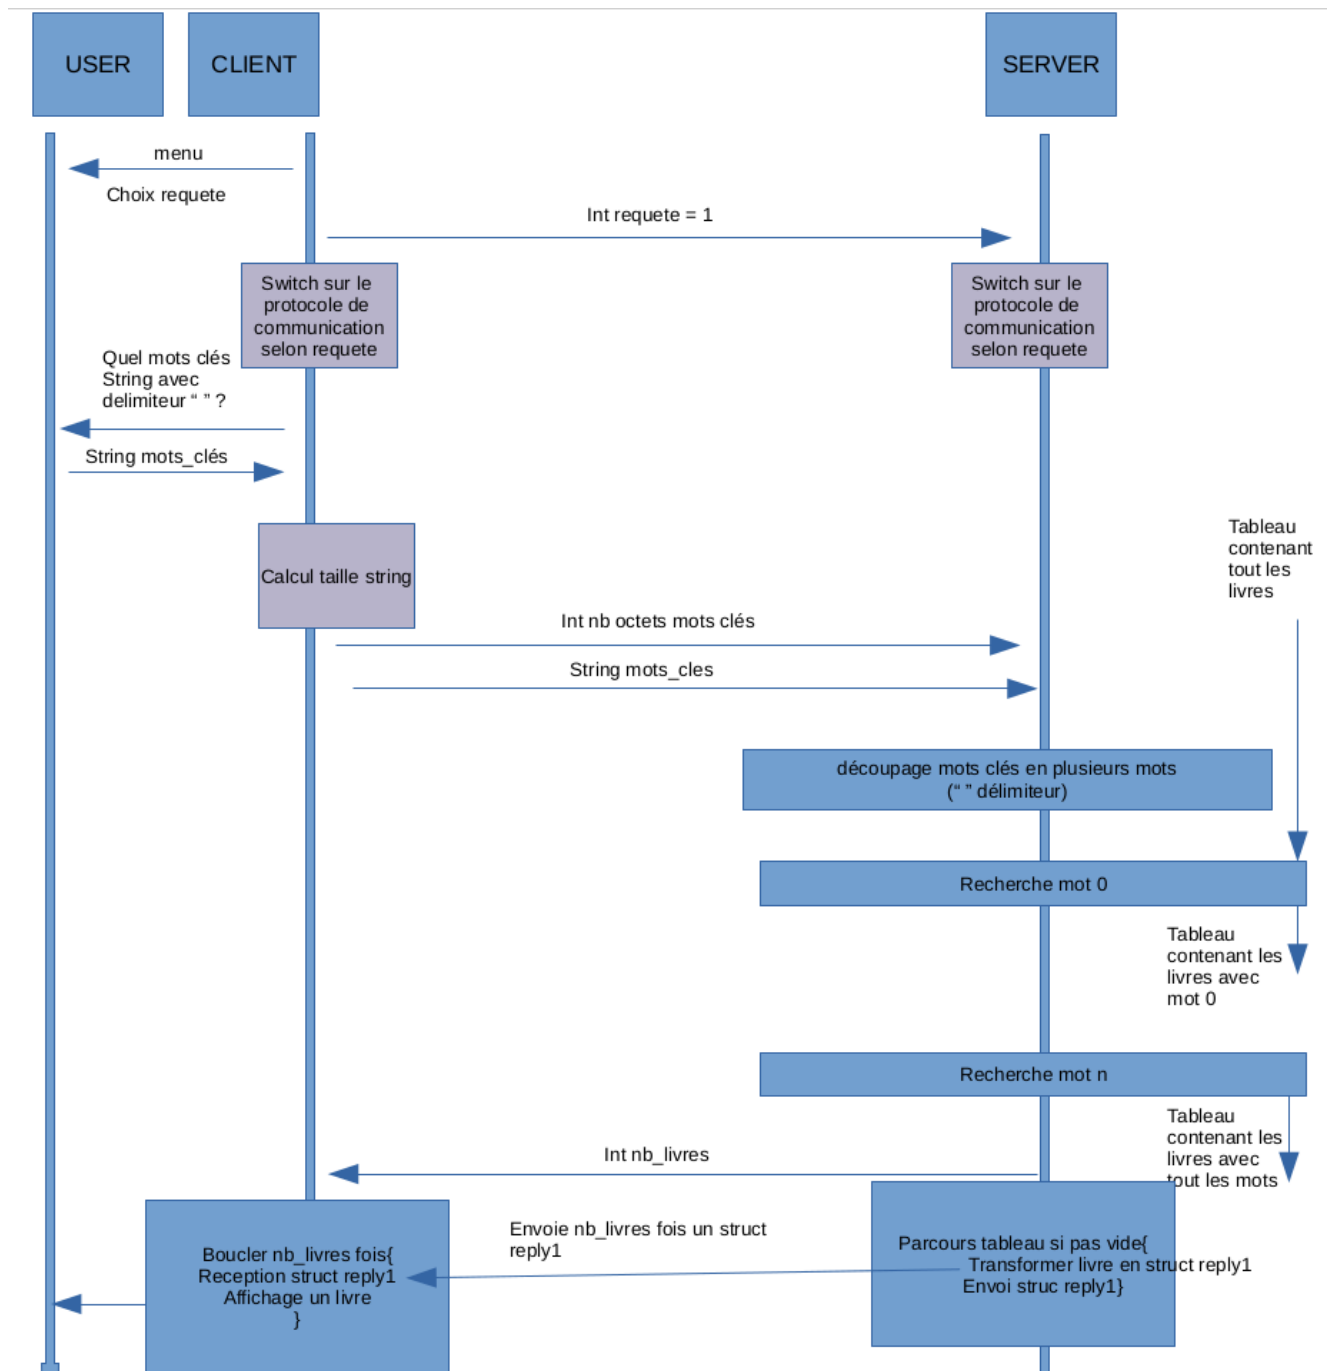 USER
CLIENT
SERVER
menu
Choix requete
Int requete = 1
Switch sur le
protocole de
communication
selon requete
Switch sur le
protocole de
communication
selon requete
Quel mots clés
String avec
delimiteur “ ” ?
String mots_clés
Calcul taille string
Tableau
contenant
tout les
livres
Int nb octets mots clés
String mots_cles
découpage mots clés en plusieurs mots
(“ ” délimiteur)
Recherche mot 0
Tableau
contenant les
livres avec
mot 0
Recherche mot n
Tableau
contenant les
livres avec
tout les mots
Int nb_livres
Envoie nb_livres fois un struct
reply1
Boucler nb_livres fois{
Reception struct reply1
Affichage un livre
}
Parcours tableau si pas vide{
Transformer livre en struct reply1
Envoi struc reply1}